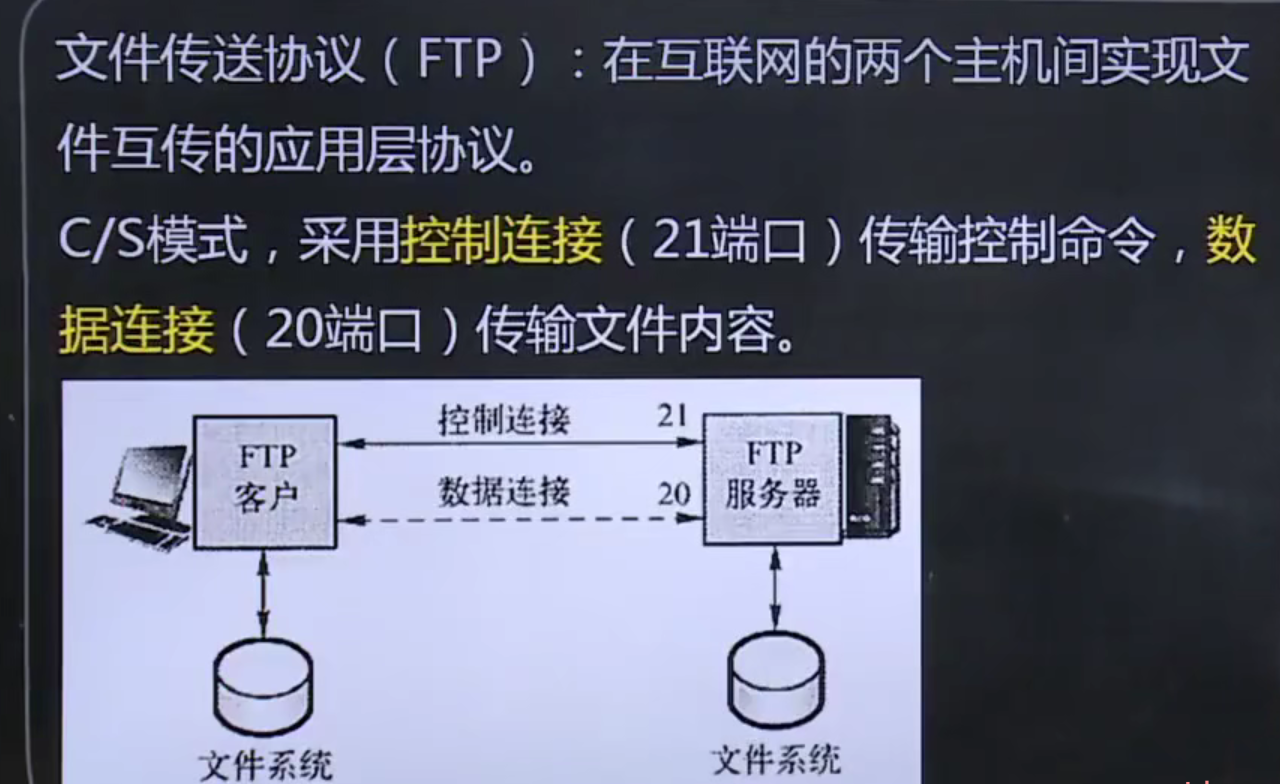 文件传送协议（FTP）：在互联网的两个主机间实现文
件互传的应用层协议。
C/S模式，采用控制连接（21端口）传输控制命令，数
据连接（20端口）传输文件内容。
控制连接 21
FTP
客户
FTP
服务器
数据连接 20
文件系统
文件系统